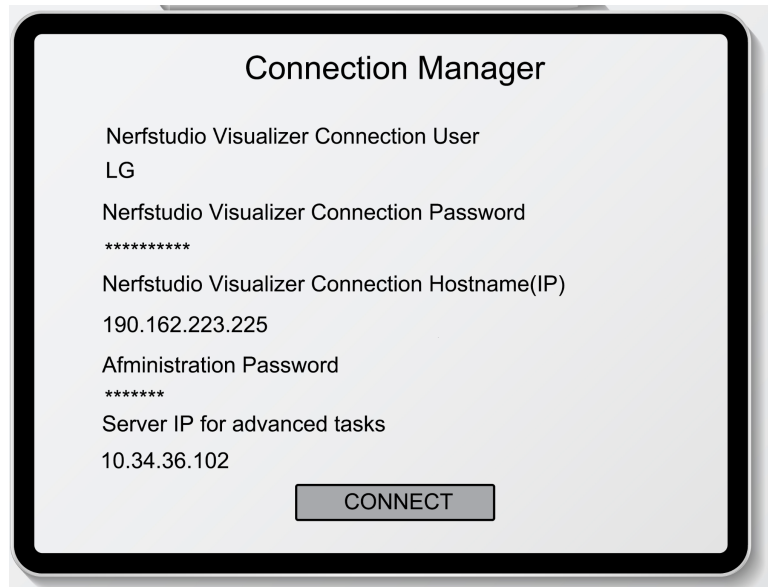 Connection Manager
Nerfstudio Visualizer Connection User
LG
Nerfstudio Visualizer Connection Password
**********
Nerfstudio Visualizer Connection Hostname(IP)
190.162.223.225
Afministration Password
*******
Server IP for advanced tasks
10.34.36.102
CONNECT